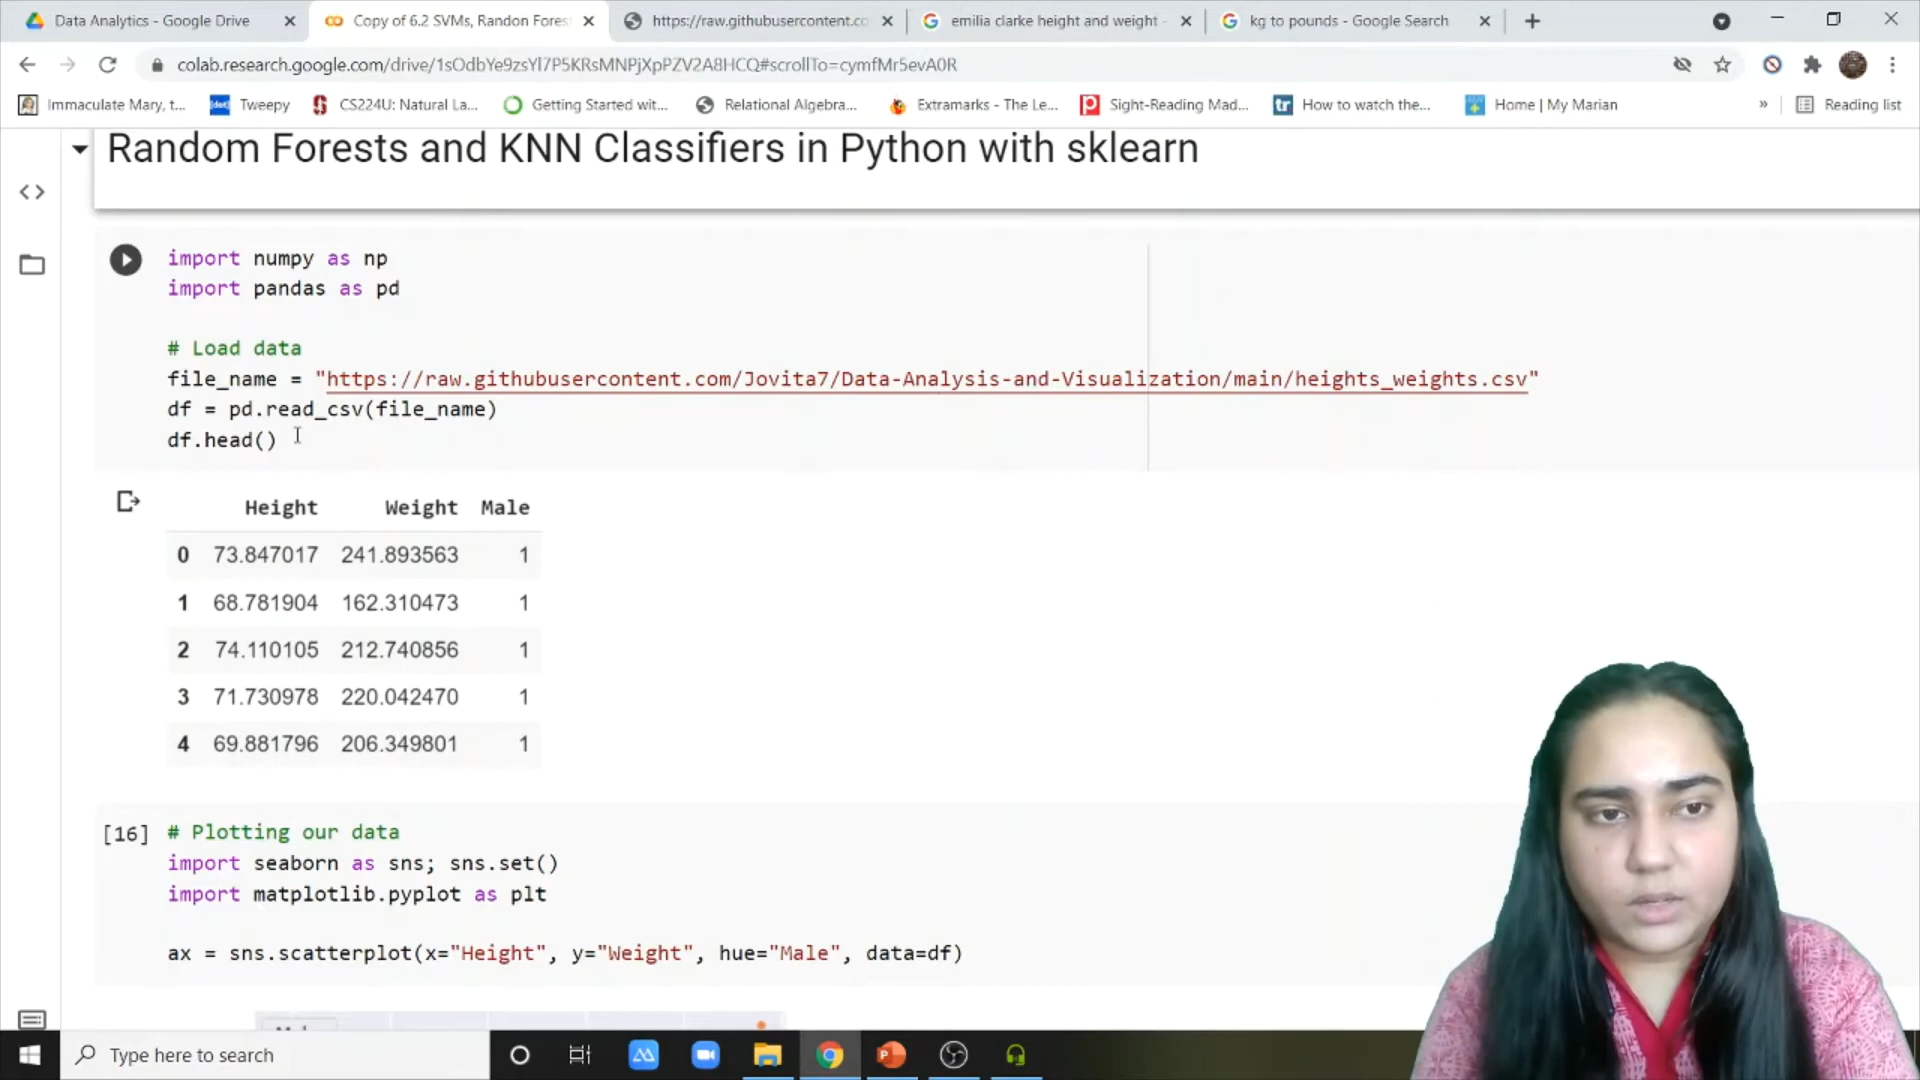 Data Analytics - Google Drive
Copy of 6.2 SVMs, Randon Fores
https://raw.githubusercontent.co
emilia clarke height and weight -
kg to pounds - Google Search
colab.research.google.com/drive/1sOdbYe9zsYl7P5KRsMNPjXpPZV2A8HCQ#scrollTo=cymfMr5evA0R
Immaculate Mary, t...
Tweepy
CS224U: Natural La...
Getting Started wit...
Relational Algebra...
Extramarks - The Le...
Sight-Reading Mad...
How to watch the...
Home | My Marian
»
Reading list
Random Forests and KNN Classifiers in Python with sklearn
import numpy as np
import pandas as pd
# Load data
file_name = "https://raw.githubusercontent.com/Jovita7/Data-Analysis-and-Visualization/main/heights_weights.csv"
df = pd.read_csv(file_name)
df.head()
Height Weight Male
0 73.847017 241.893563 1
1 68.781904 162.310473 1
2 74.110105 212.740856 1
3 71.730978 220.042470 1
4 69.881796 206.349801 1
[16] # Plotting our data
import seaborn as sns; sns.set()
import matplotlib.pyplot as plt
ax = sns.scatterplot(x="Height", y="Weight", hue="Male", data=df)
Type here to search